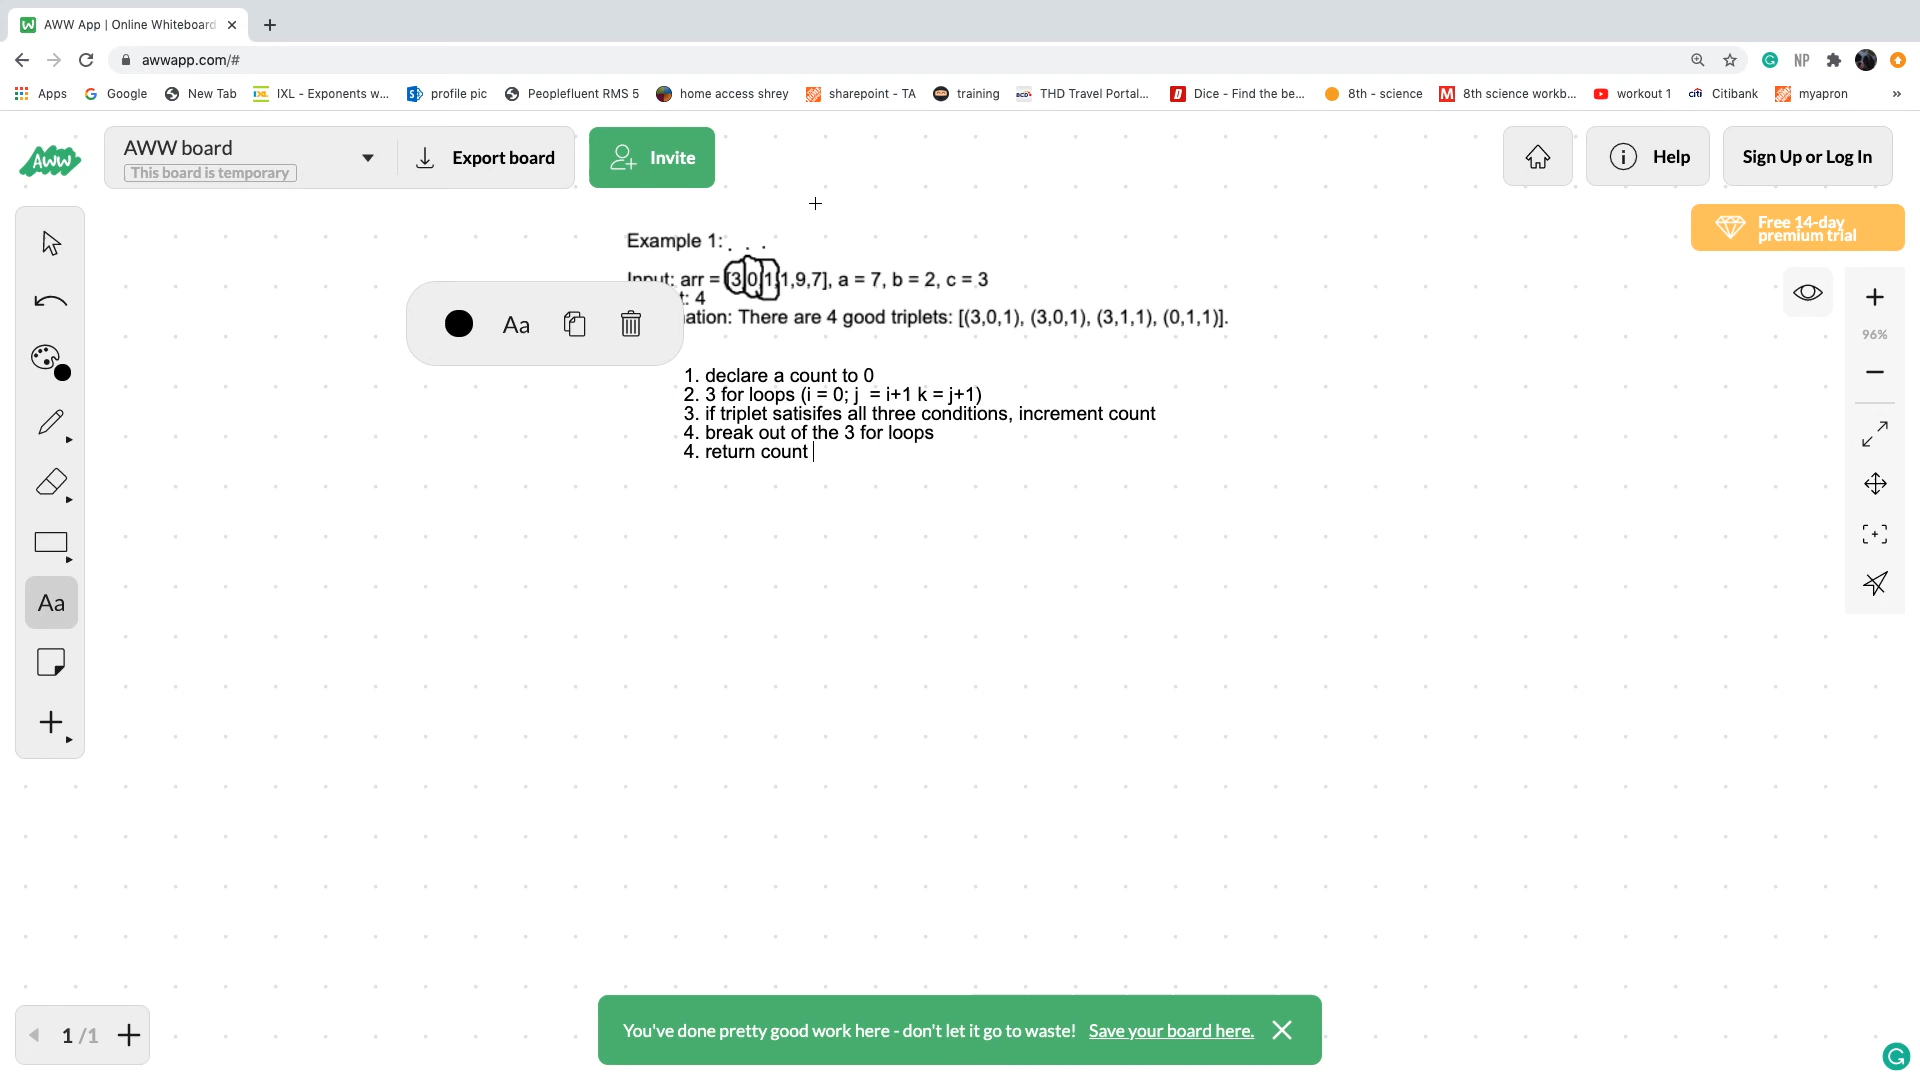 AWW App | Online Whiteboard
awwapp.com/#
NP
Apps
Google
New Tab
IXL - Exponents w...
profile pic
Peoplefluent RMS 5
home access shrey
sharepoint - TA
training
THD Travel Portal...
Dice - Find the be...
8th - science
8th science workb...
workout 1
Citibank
myapron
»
AWW
AWW board
This board is temporary
Export board
Invite
Help
Sign Up or Log In
Free 14-day
premium trial
Example 1:
Input: arr = [3,0,1,1,9,7], a = 7, b = 2, c = 3
t: 4
ation: There are 4 good triplets: [(3,0,1), (3,0,1), (3,1,1), (0,1,1)].
Aa
1. declare a count to 0
2. 3 for loops (i = 0; j = i+1 k = j+1)
3. if triplet satisifes all three conditions, increment count
4. break out of the 3 for loops
4. return count
96%
Aa
1 /1
You've done pretty good work here - don't let it go to waste! Save your board here.